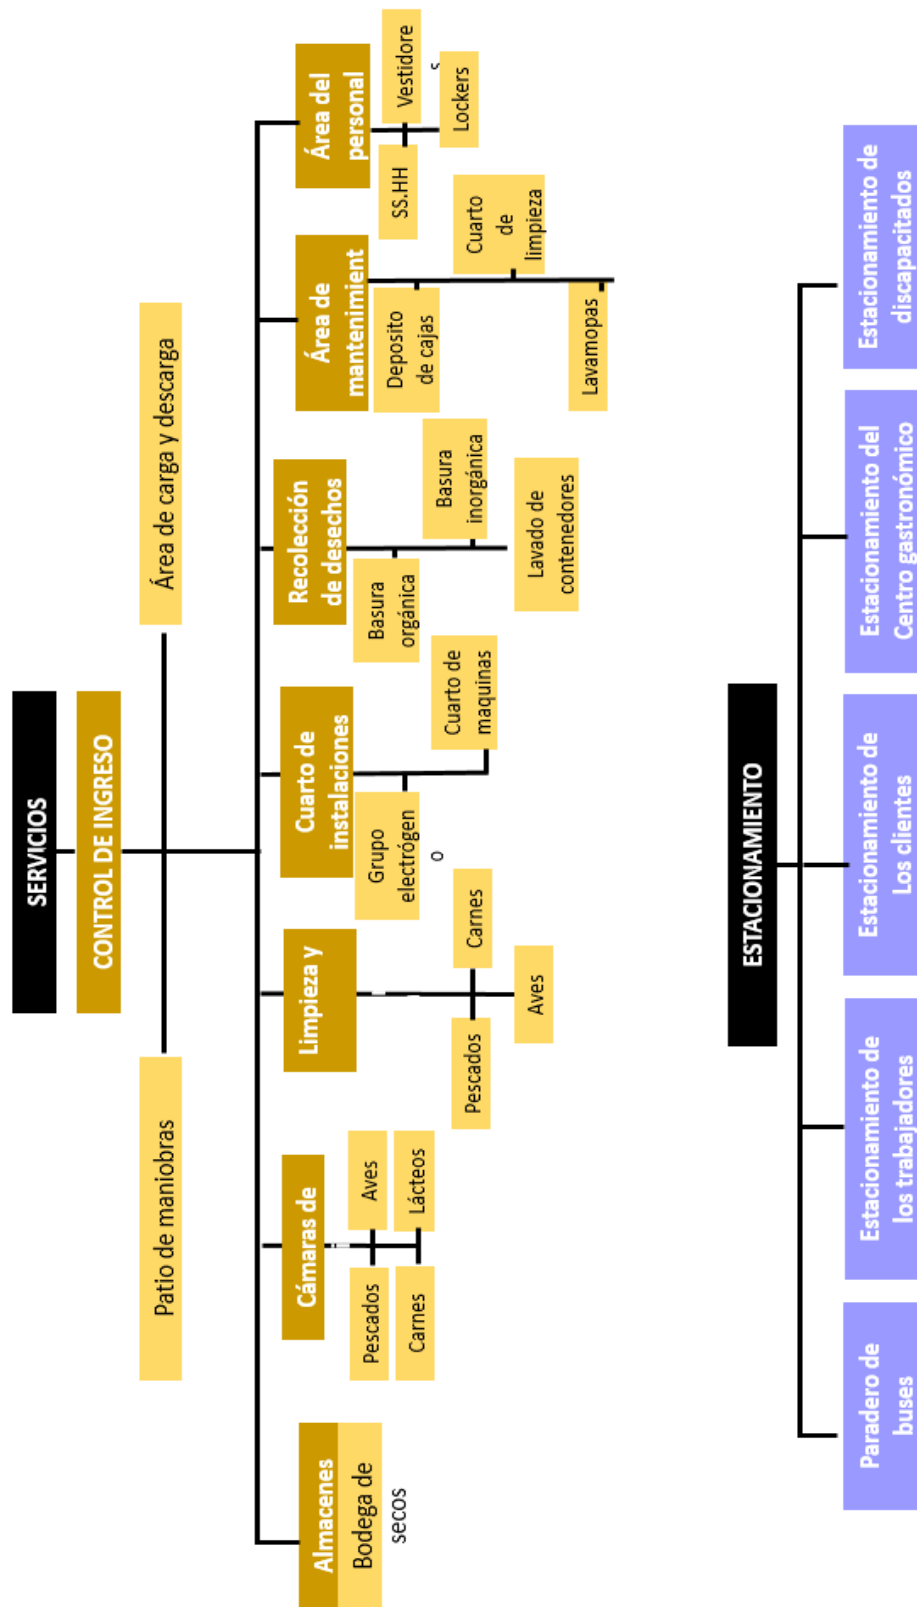 SERVICIOS
CONTROL DE INGRESO
Patio de maniobras
Área de carga y descarga
Almacenes
Bodega de
secos
Cámaras de
Pescados
Aves
Carnes
Lácteos
Limpieza y
Pescados
Carnes
Aves
Cuarto de
instalaciones
Grupo
electrógen
o
Cuarto de
maquinas
Recolección
de desechos
Basura
orgánica
Basura
inorgánica
Lavado de
contenedores
Área de
mantenimient
Deposito
de cajas
Cuarto
de
limpieza
Lavamopas
Área del
personal
SS.HH
Vestidore
s
Lockers
ESTACIONAMIENTO
Paradero de
buses
Estacionamiento de
los trabajadores
Estacionamiento de
Los clientes
Estacionamiento del
Centro gastronómico
Estacionamiento de
discapacitados